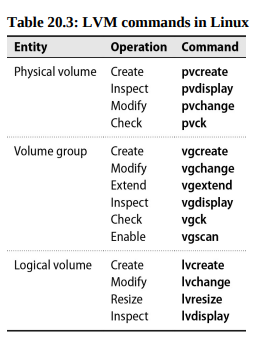 Table 20.3: LVM commands in Linux
Entity Operation Command
Physical volume Create pvcreate
Inspect pvdisplay
Modify pvchange
Check pvck
Volume group Create vgcreate
Modify vgchange
Extend vgextend
Inspect vgdisplay
Check vgck
Enable vgscan
Logical volume Create lvcreate
Modify lvchange
Resize lvresize
Inspect lvdisplay